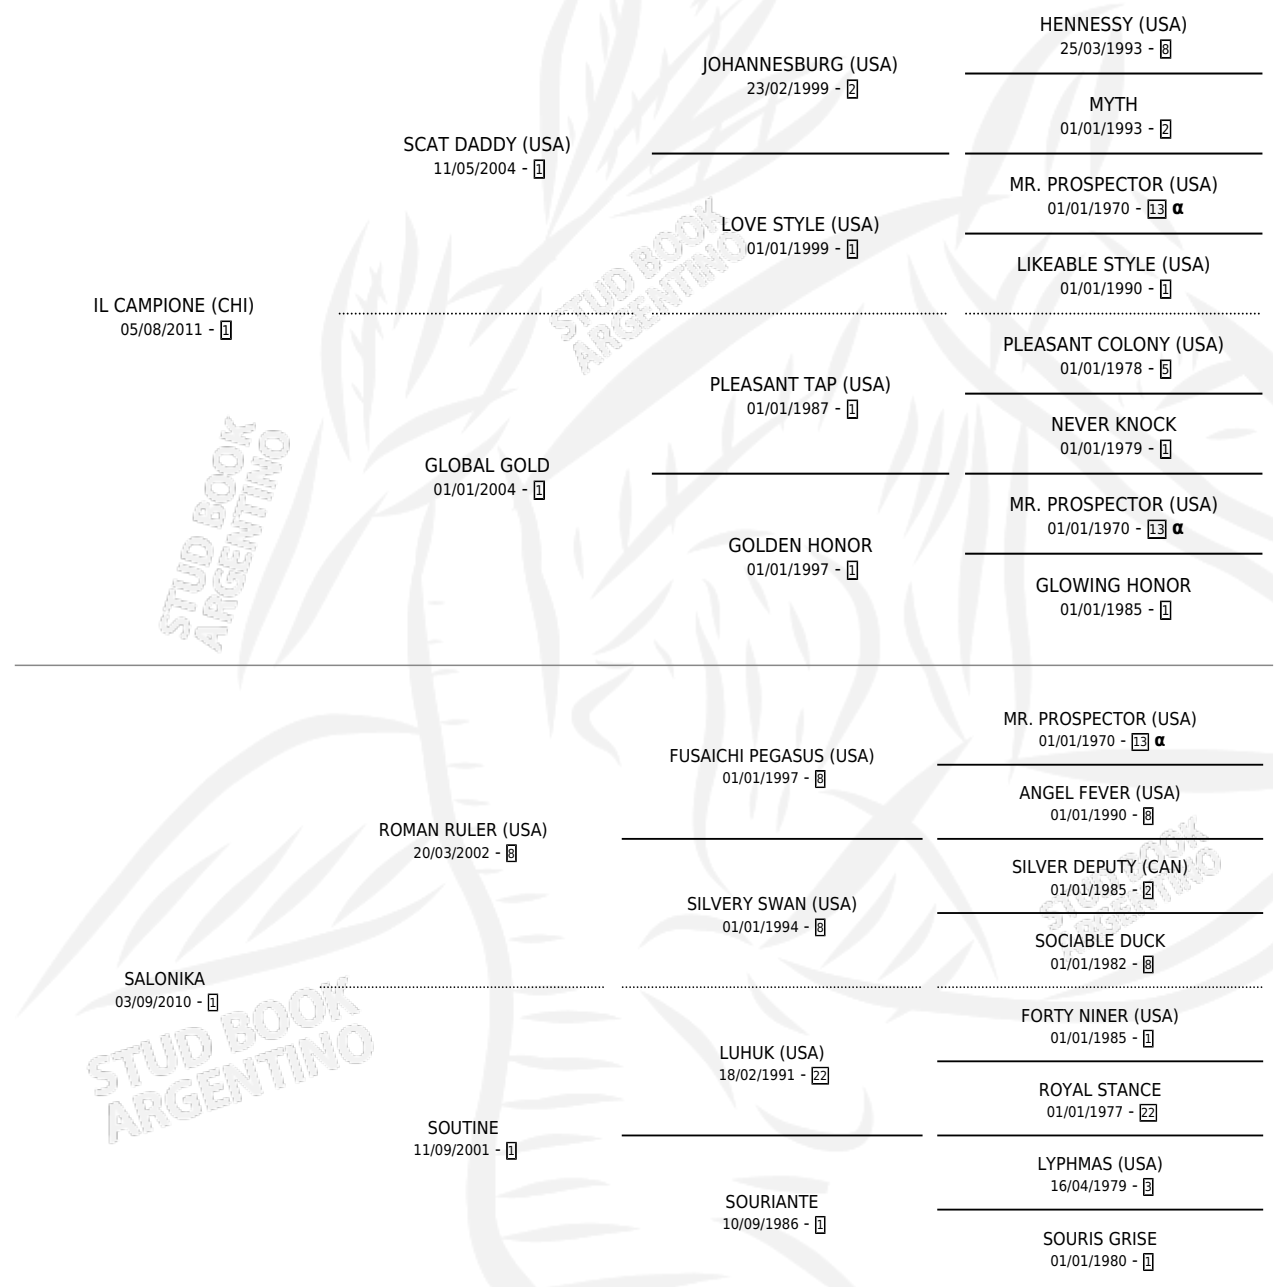 HENNESSY (USA)
25/03/1993 - 8
JOHANNESBURG (USA)
23/02/1999 - 2
MYTH
01/01/1993 - 2
SCAT DADDY (USA)
11/05/2004 - 1
MR. PROSPECTOR (USA)
01/01/1970 - 13 α
LOVE STYLE (USA)
01/01/1999 - 1
LIKEABLE STYLE (USA)
01/01/1990 - 1
IL CAMPIONE (CHI)
05/08/2011 - 1
PLEASANT COLONY (USA)
01/01/1978 - 5
PLEASANT TAP (USA)
01/01/1987 - 1
NEVER KNOCK
01/01/1979 - 1
GLOBAL GOLD
01/01/2004 - 1
MR. PROSPECTOR (USA)
01/01/1970 - 13 α
GOLDEN HONOR
01/01/1997 - 1
GLOWING HONOR
01/01/1985 - 1
MR. PROSPECTOR (USA)
01/01/1970 - 13 α
FUSAICHI PEGASUS (USA)
01/01/1997 - 8
ANGEL FEVER (USA)
01/01/1990 - 8
ROMAN RULER (USA)
20/03/2002 - 8
SILVER DEPUTY (CAN)
01/01/1985 - 2
SILVERY SWAN (USA)
01/01/1994 - 8
SOCIABLE DUCK
01/01/1982 - 8
SALONIKA
03/09/2010 - 1
FORTY NINER (USA)
01/01/1985 - 1
LUHUK (USA)
18/02/1991 - 22
ROYAL STANCE
01/01/1977 - 22
SOUTINE
11/09/2001 - 1
LYPHMAS (USA)
16/04/1979 - 3
SOURIANTE
10/09/1986 - 1
SOURIS GRISE
01/01/1980 - 1
STUD BOOK
ARGENTINO
STUD BOOK
ARGENTINO
STUD BOOK
ARGENTINO
STUD BOOK
ARGENTINO